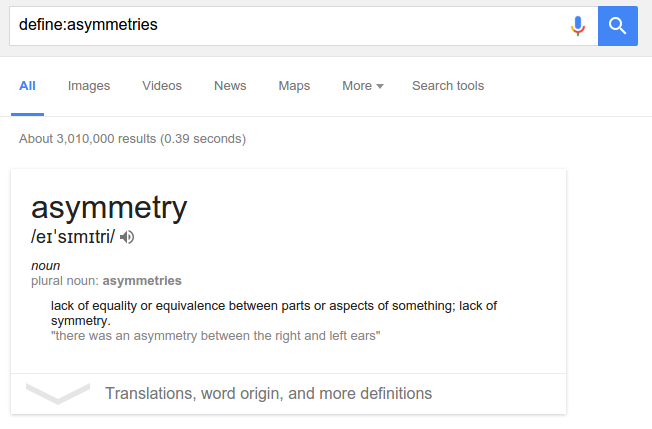 define:asymmetries
All Images Videos News Maps More Search tools
About 3,010,000 results (0.39 seconds)
asymmetry
/eɪˈsɪmɪtri/
noun
plural noun: asymmetries
lack of equality or equivalence between parts or aspects of something; lack of
symmetry.
"there was an asymmetry between the right and left ears"
Translations, word origin, and more definitions